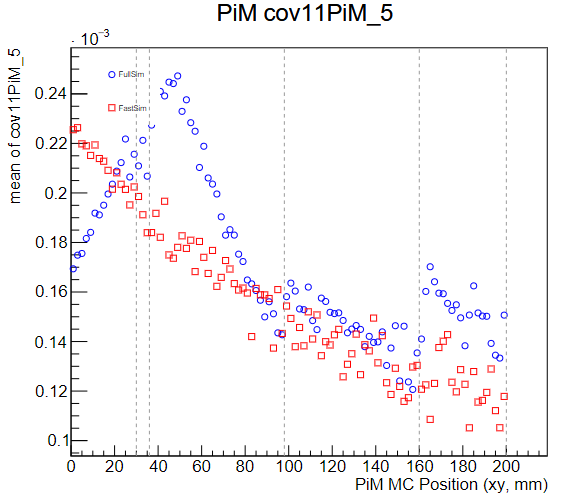 PiM cov11PiM_5
×10⁻³
mean of cov11PiM_5
FullSim
FastSim
0.24
0.22
0.2
0.18
0.16
0.14
0.12
0.1
0 20 40 60 80 100 120 140 160 180 200
PiM MC Position (xy, mm)